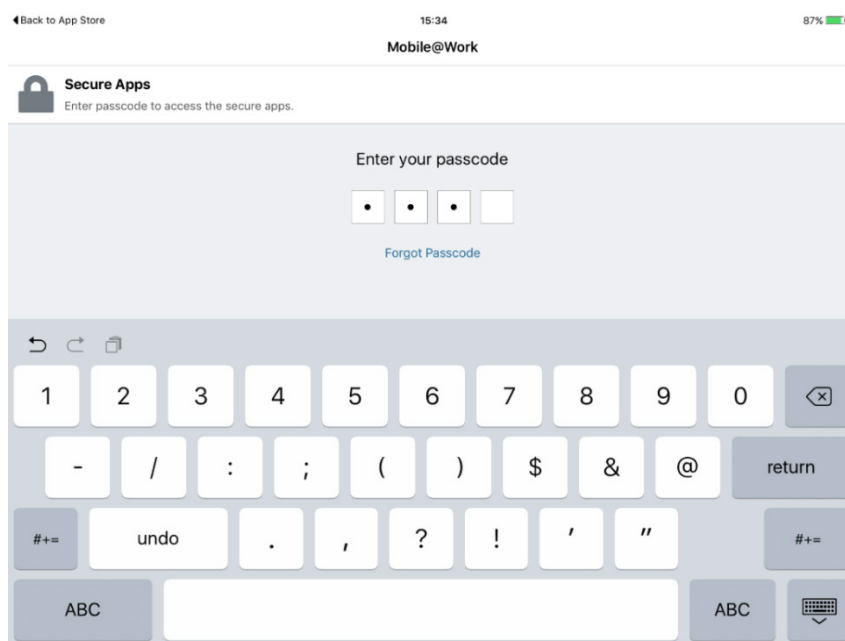 Back to App Store 15:34 87%
Mobile@Work
Secure Apps
Enter passcode to access the secure apps.
Enter your passcode
Forgot Passcode
1 2 3 4 5 6 7 8 9 0
- / : ; ( ) $ & @ return
#+= undo . , ? ! ' " #+=
ABC ABC